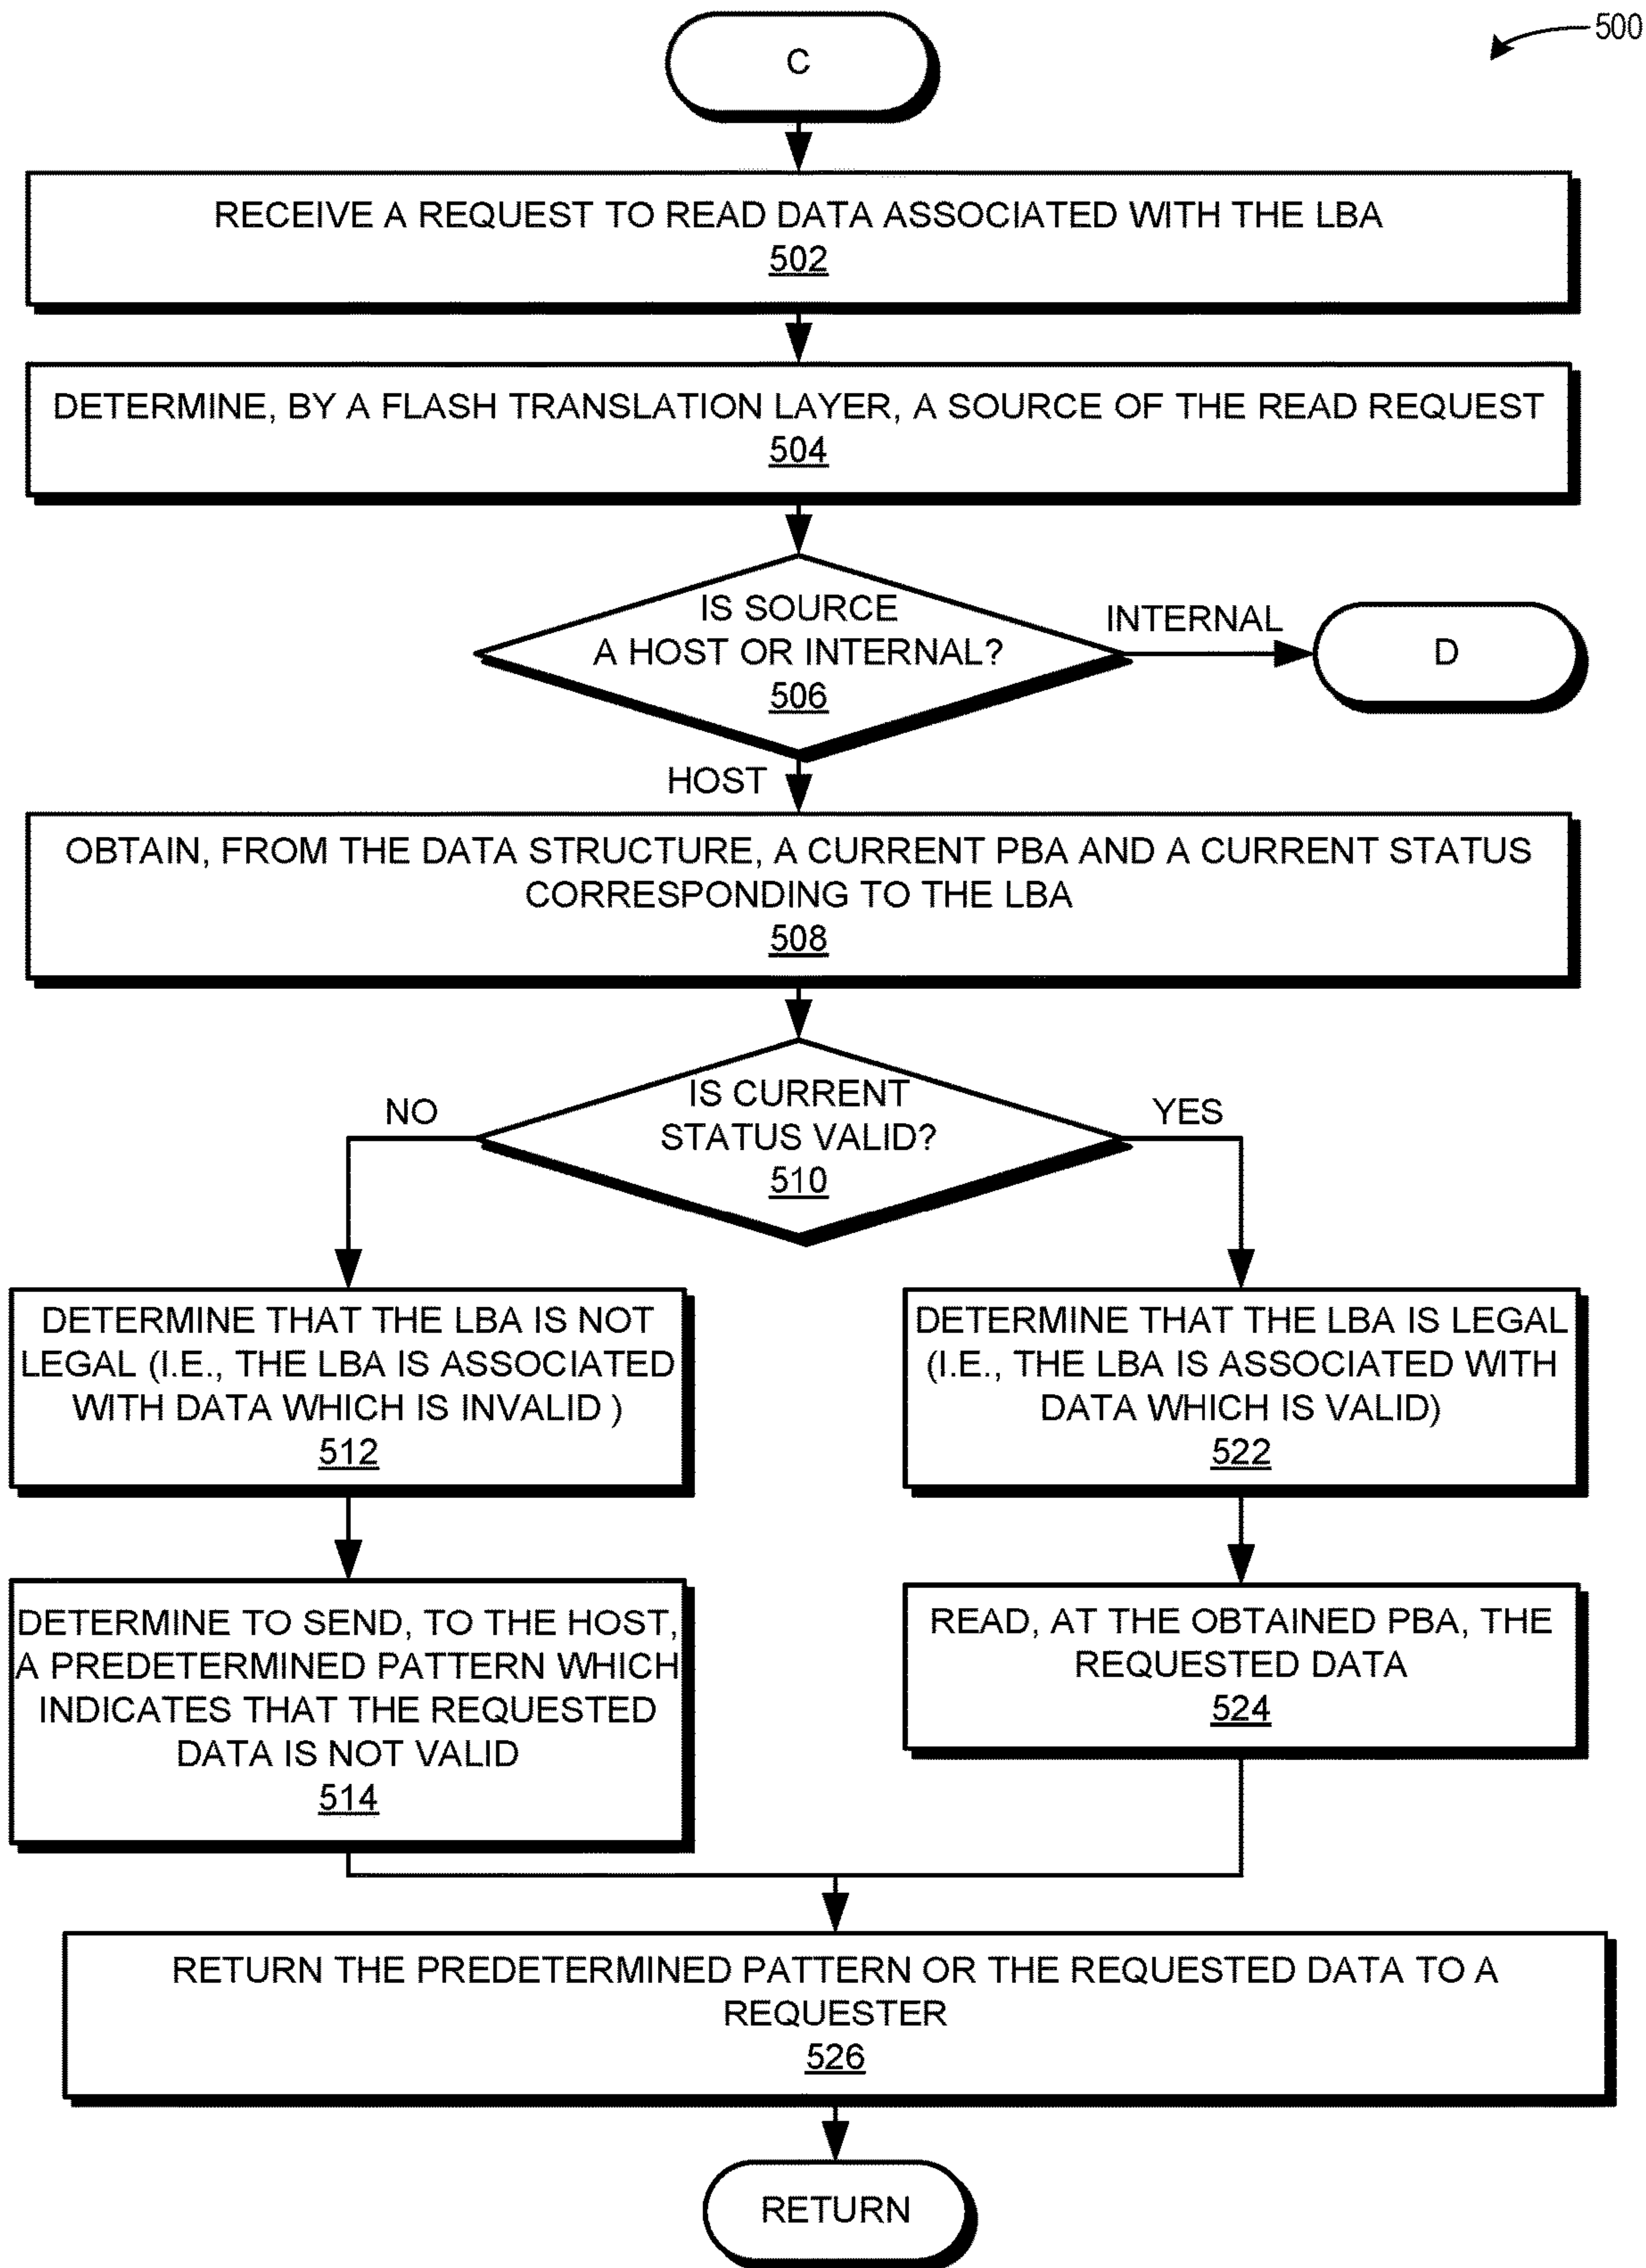 500
C
RECEIVE A REQUEST TO READ DATA ASSOCIATED WITH THE LBA
502
DETERMINE, BY A FLASH TRANSLATION LAYER, A SOURCE OF THE READ REQUEST
504
IS SOURCE
A HOST OR INTERNAL?
506
INTERNAL
D
HOST
OBTAIN, FROM THE DATA STRUCTURE, A CURRENT PBA AND A CURRENT STATUS
CORRESPONDING TO THE LBA
508
IS CURRENT
STATUS VALID?
510
NO
YES
DETERMINE THAT THE LBA IS NOT
LEGAL (I.E., THE LBA IS ASSOCIATED
WITH DATA WHICH IS INVALID )
512
DETERMINE THAT THE LBA IS LEGAL
(I.E., THE LBA IS ASSOCIATED WITH
DATA WHICH IS VALID)
522
DETERMINE TO SEND, TO THE HOST,
A PREDETERMINED PATTERN WHICH
INDICATES THAT THE REQUESTED
DATA IS NOT VALID
514
READ, AT THE OBTAINED PBA, THE
REQUESTED DATA
524
RETURN THE PREDETERMINED PATTERN OR THE REQUESTED DATA TO A
REQUESTER
526
RETURN